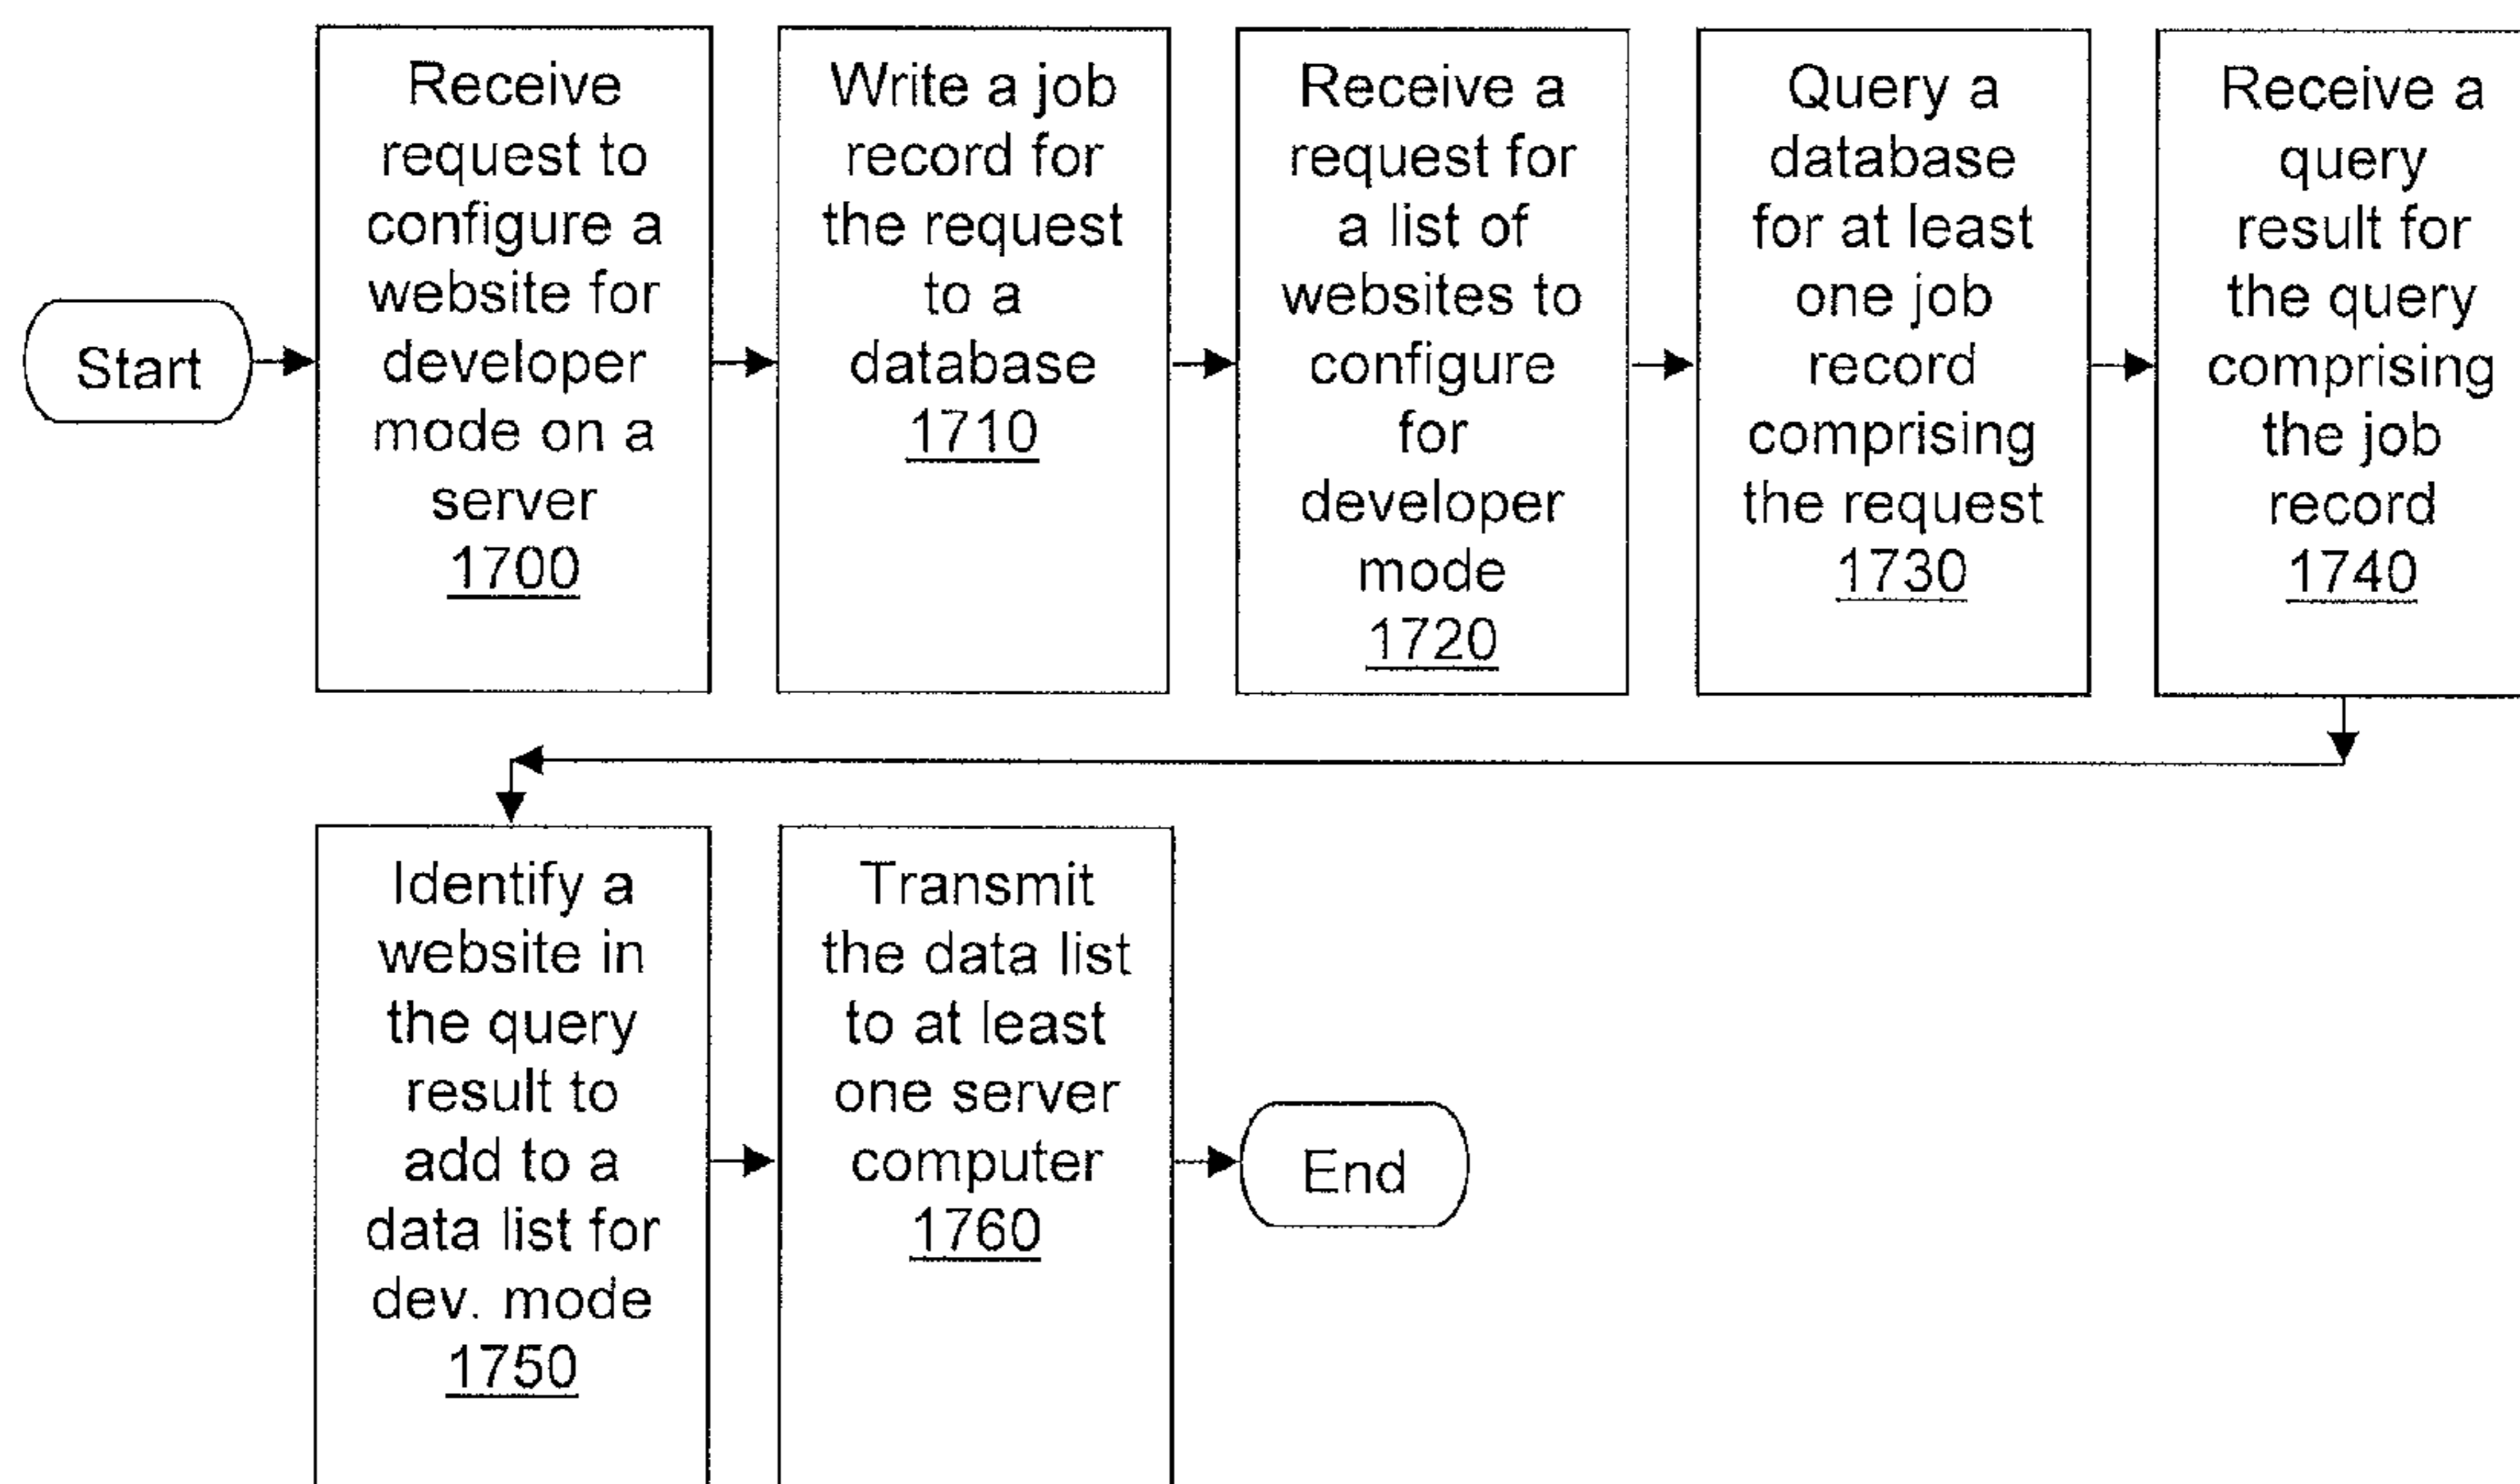 Start
Receive
request to
configure a
website for
developer
mode on a
server
1700
Write a job
record for
the request
to a
database
1710
Receive a
request for
a list of
websites to
configure
for
developer
mode
1720
Query a
database
for at least
one job
record
comprising
the request
1730
Receive a
query
result for
the query
comprising
the job
record
1740
Identify a
website in
the query
result to
add to a
data list for
dev. mode
1750
Transmit
the data list
to at least
one server
computer
1760
End